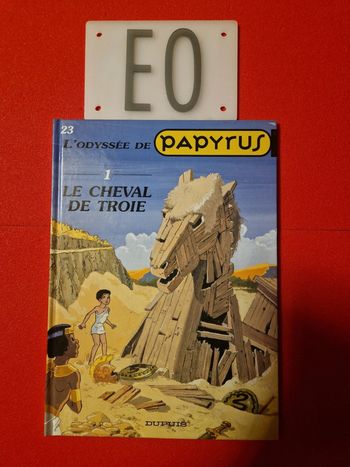 EO
23
L'ODYSSÉE DE PAPYRUS
1
LE CHEVAL
DE TROIE
DUPUIS